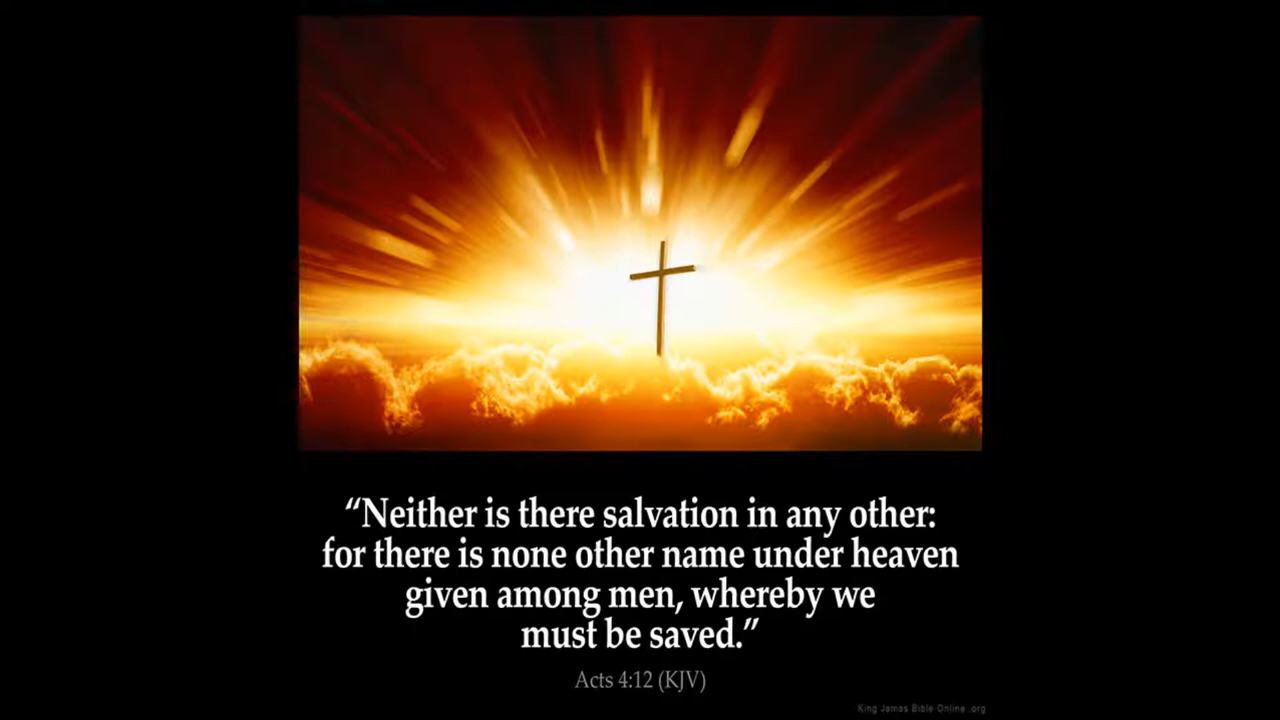 “Neither is there salvation in any other:
for there is none other name under heaven
given among men, whereby we
must be saved.”
Acts 4:12 (KJV)
King James Bible Online .org